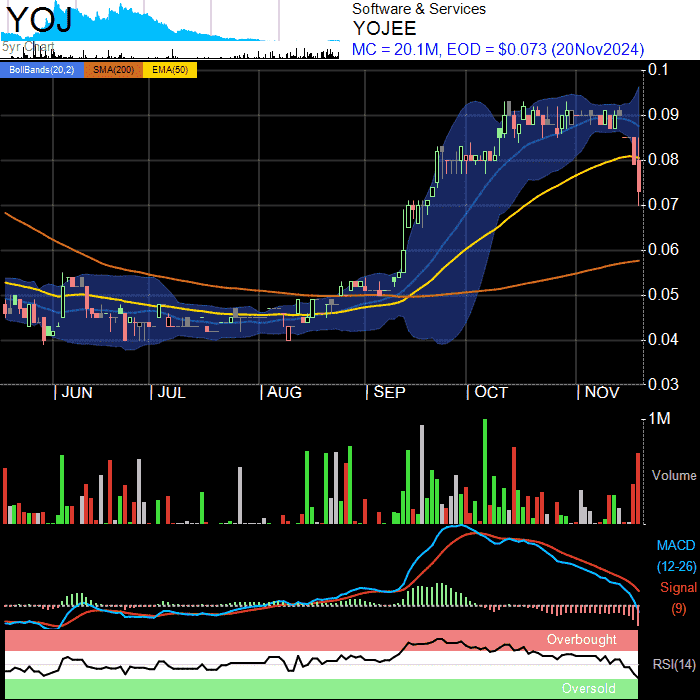 YOJ
5yr Chart
Software & Services
YOJEE
MC = 20.1M, EOD = $0.073 (20Nov2024)
BollBands(20,2) SMA(200) EMA(50)
0.1
0.09
0.08
0.07
0.06
0.05
0.04
0.03
| JUN | JUL | AUG | SEP | OCT | NOV
1M
Volume
MACD
(12-26)
Signal
(9)
Overbought
RSI(14)
Oversold